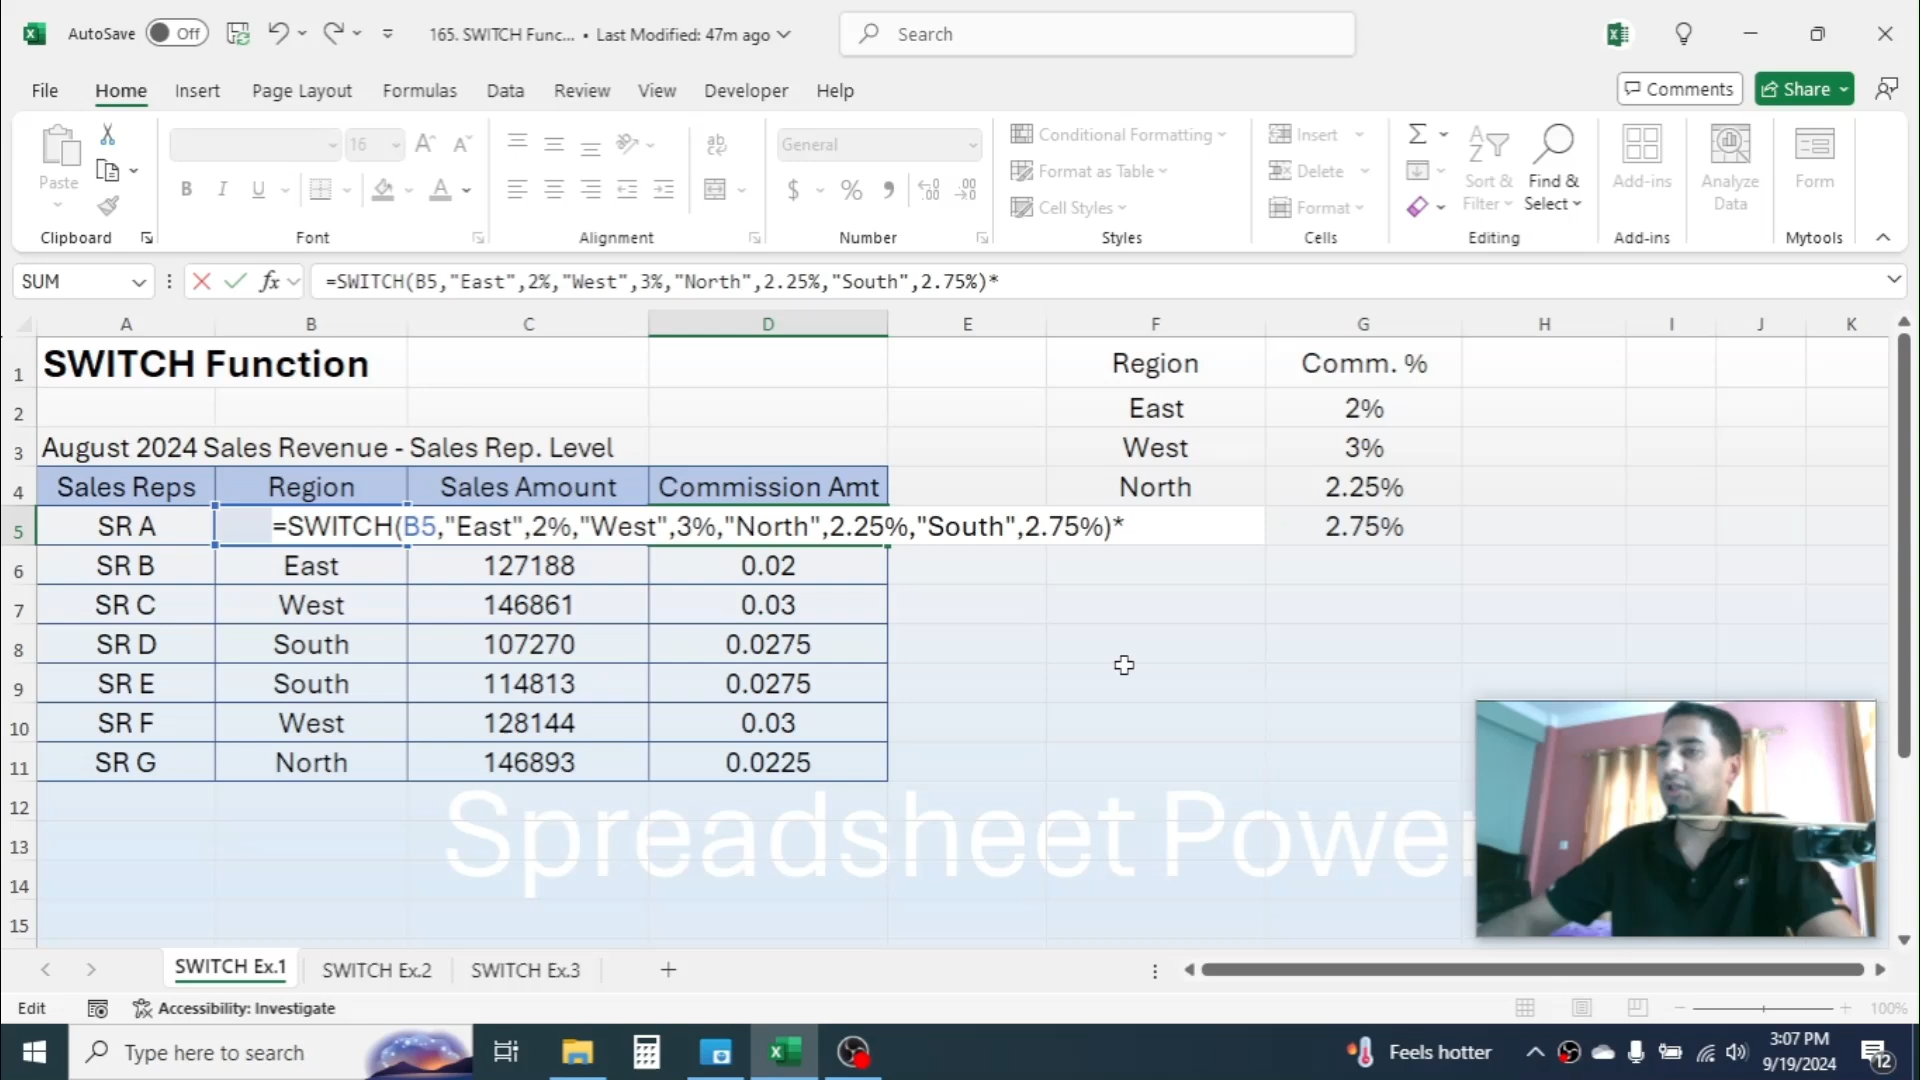 AutoSave Off 165. SWITCH Func... • Last Modified: 47m ago Search
File Home Insert Page Layout Formulas Data Review View Developer Help Comments Share
Paste 16 General Conditional Formatting Insert Sort & Find & Add-ins Analyze Form
B I U $ % Format as Table Delete Filter Select Data
Cell Styles Format
Clipboard Font Alignment Number Styles Cells Editing Add-ins Mytools
SUM fx =SWITCH(B5,"East",2%,"West",3%,"North",2.25%,"South",2.75%)*
A B C D E F G H I J K
1 SWITCH Function Region Comm. %
2 East 2%
3 August 2024 Sales Revenue - Sales Rep. Level West 3%
4 Sales Reps Region Sales Amount Commission Amt North 2.25%
5 SR A =SWITCH(B5,"East",2%,"West",3%,"North",2.25%,"South",2.75%)* 2.75%
6 SR B East 127188 0.02
7 SR C West 146861 0.03
8 SR D South 107270 0.0275
9 SR E South 114813 0.0275
10 SR F West 128144 0.03
11 SR G North 146893 0.0225
12
13 Spreadsheet Power
14
15
SWITCH Ex.1 SWITCH Ex.2 SWITCH Ex.3
Edit Accessibility: Investigate 100%
Type here to search Feels hotter 3:07 PM
9/19/2024 12